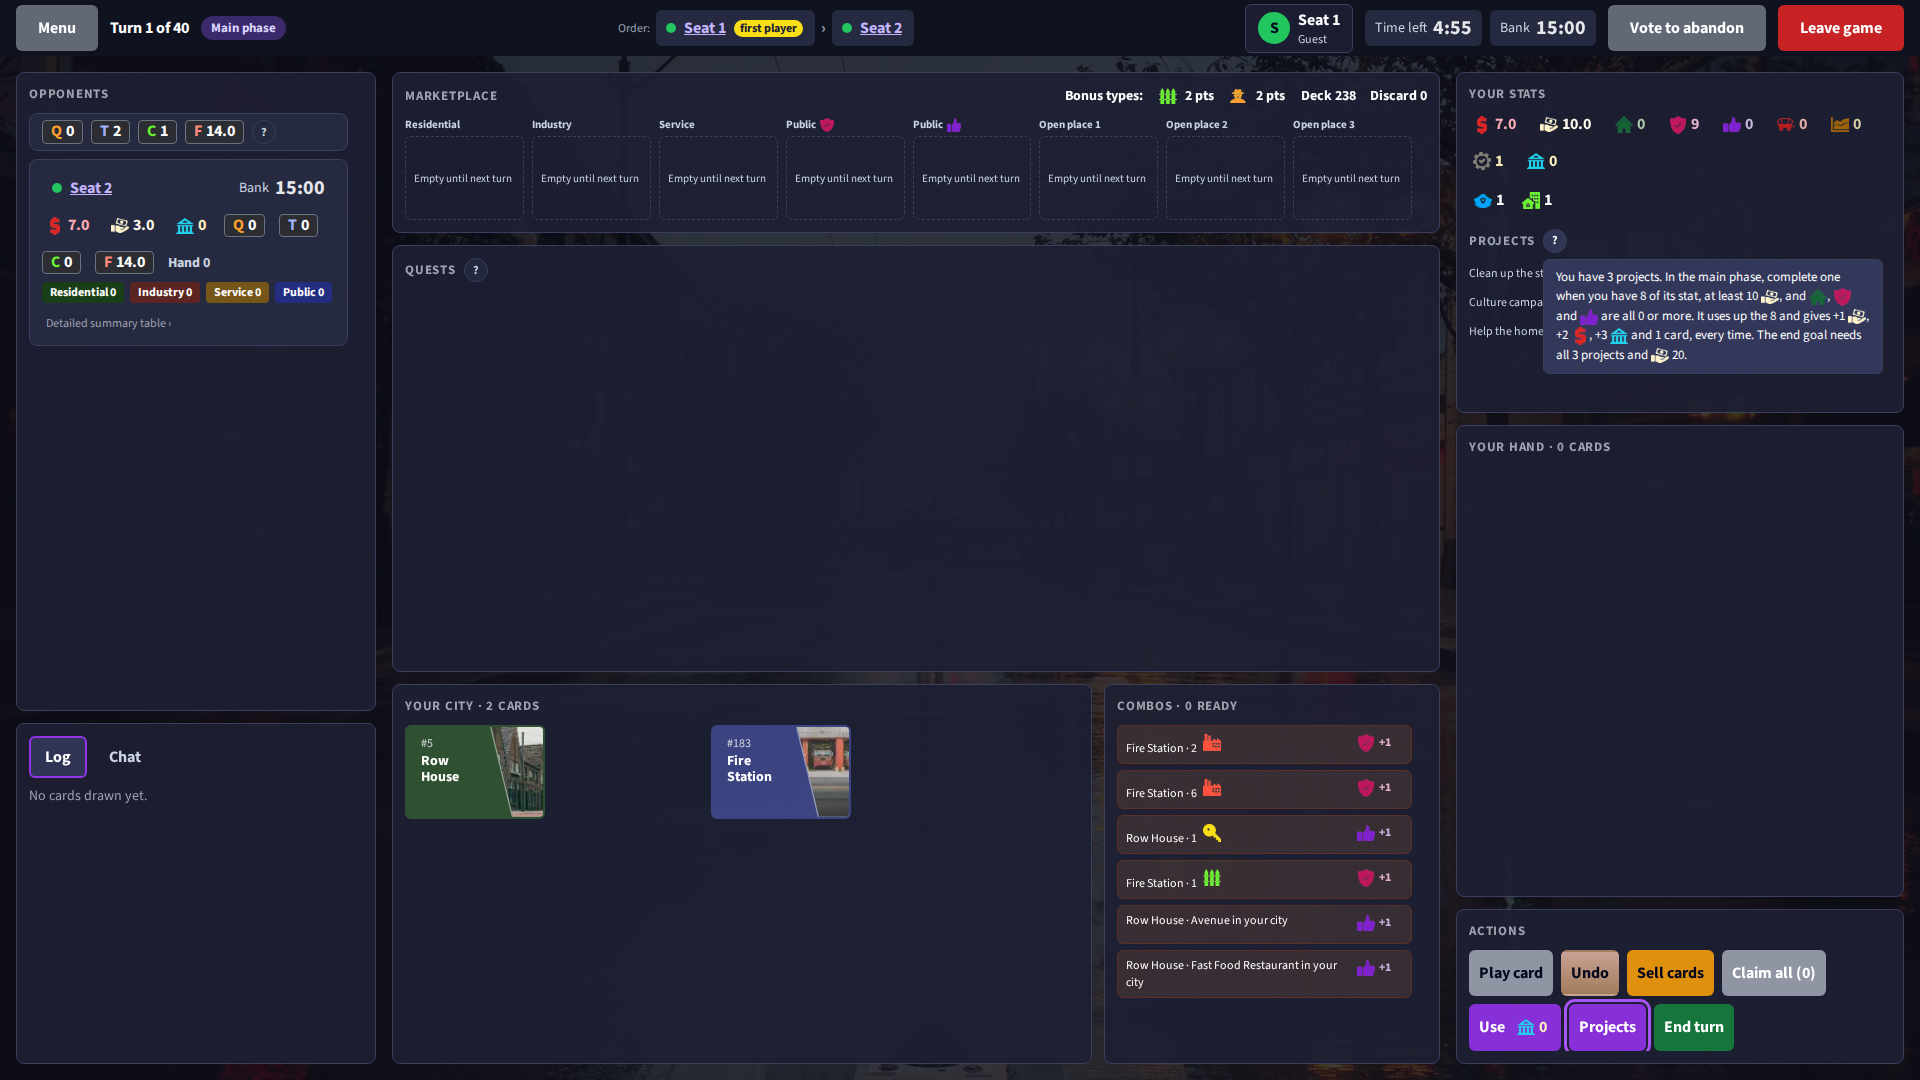 Menu
Turn 1 of 40
Main phase
Order:
Seat 1
first player
›
Seat 2
S
Seat 1
Guest
Time left 4:55
Bank 15:00
Vote to abandon
Leave game
OPPONENTS
Q 0
T 2
C 1
F 14.0
?
Seat 2
Bank 15:00
7.0
3.0
0
Q 0
T 0
C 0
F 14.0
Hand 0
Residential 0
Industry 0
Service 0
Public 0
Detailed summary table ›
Log
Chat
No cards drawn yet.
MARKETPLACE
Bonus types:
2 pts
2 pts
Deck 238
Discard 0
Residential
Industry
Service
Public
Public
Open place 1
Open place 2
Open place 3
Empty until next turn
Empty until next turn
Empty until next turn
Empty until next turn
Empty until next turn
Empty until next turn
Empty until next turn
Empty until next turn
QUESTS
?
YOUR CITY · 2 CARDS
#5
Row
House
#183
Fire
Station
COMBOS · 0 READY
Fire Station · 2
+1
Fire Station · 6
+1
Row House · 1
+1
Fire Station · 1
+1
Row House · Avenue in your city
+1
Row House · Fast Food Restaurant in your
city
+1
YOUR STATS
7.0
10.0
0
9
0
0
0
1
0
1
1
PROJECTS
?
Clean up the st
Culture campa
Help the home
You have 3 projects. In the main phase, complete one
when you have 8 of its stat, at least 10 , and ,
and are all 0 or more. It uses up the 8 and gives +1 ,
+2 , +3 and 1 card, every time. The end goal needs
all 3 projects and 20.
YOUR HAND · 0 CARDS
ACTIONS
Play card
Undo
Sell cards
Claim all (0)
Use 0
Projects
End turn